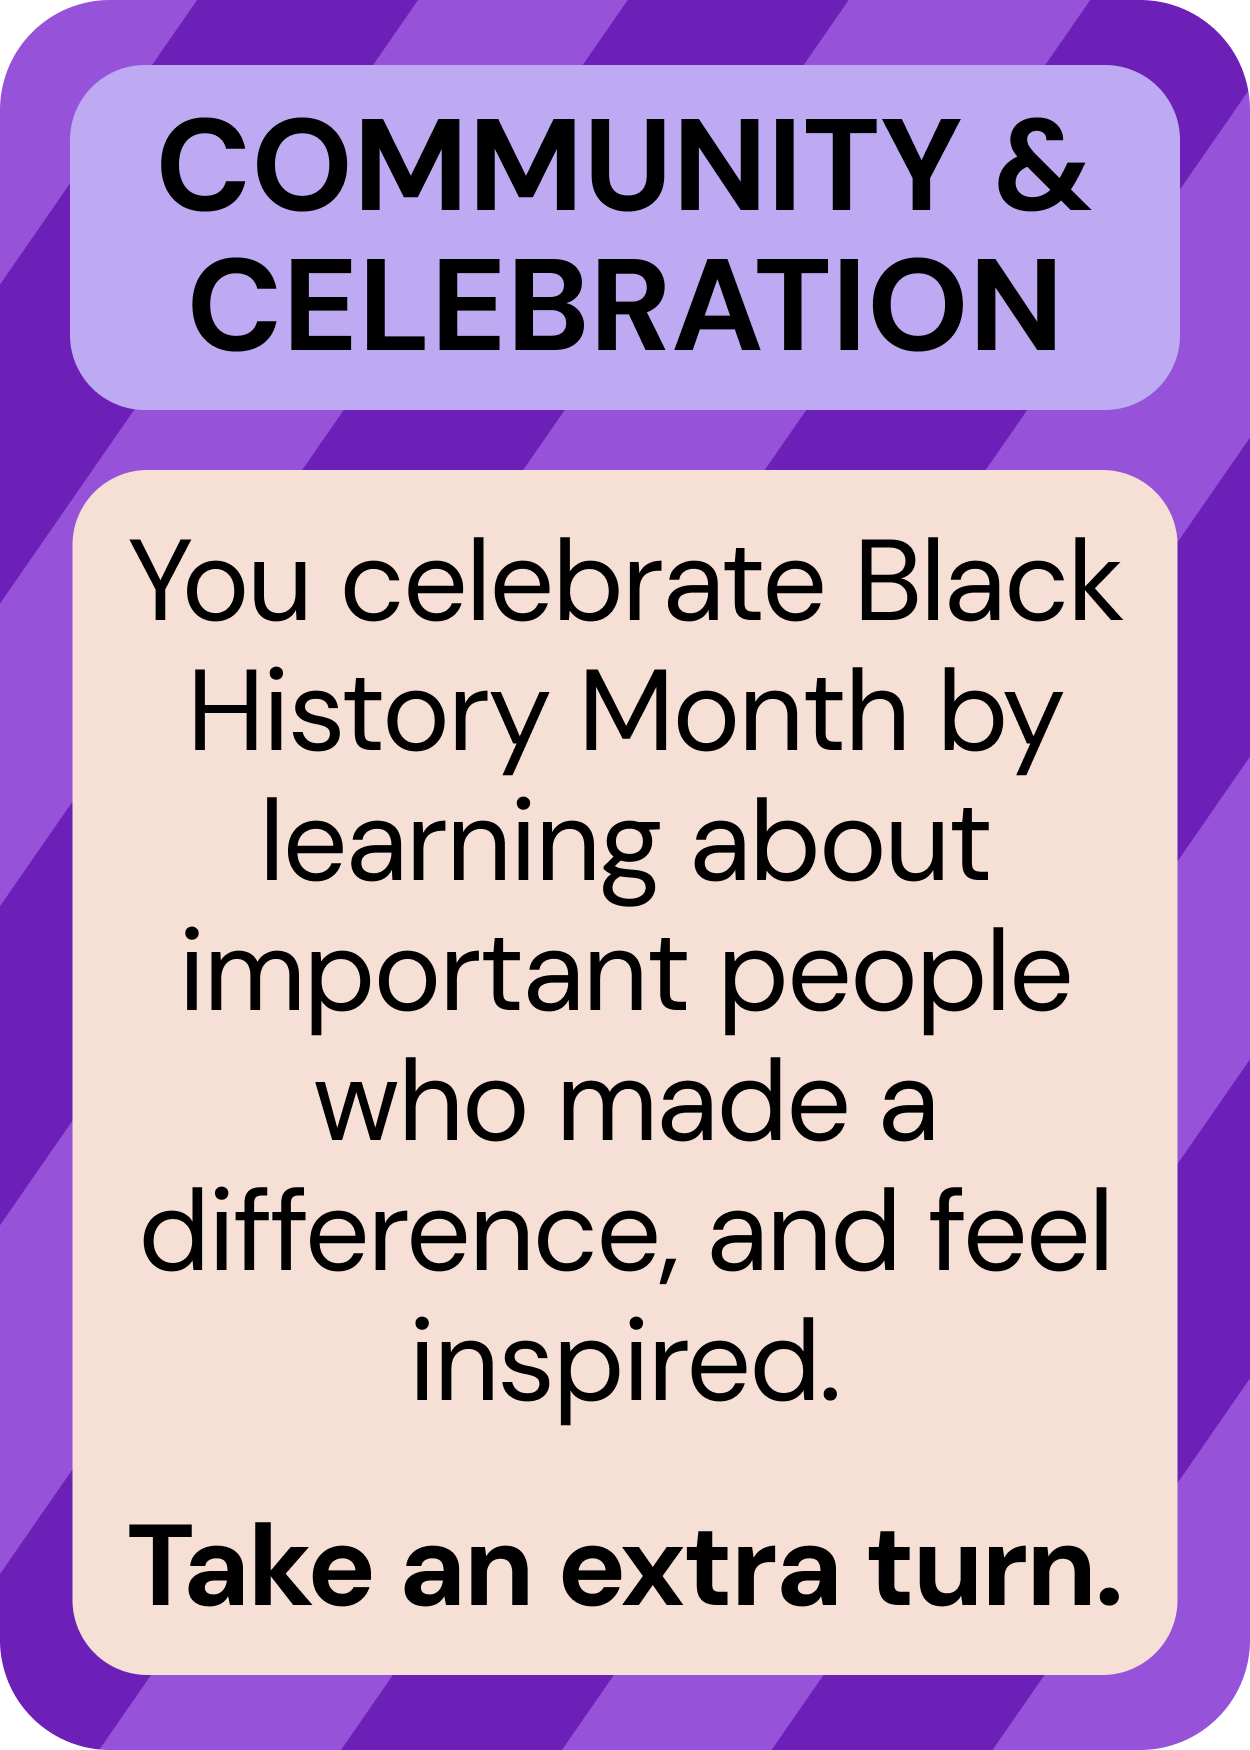 COMMUNITY &
CELEBRATION
You celebrate Black
History Month by
learning about
important people
who made a
difference, and feel
inspired.
Take an extra turn.